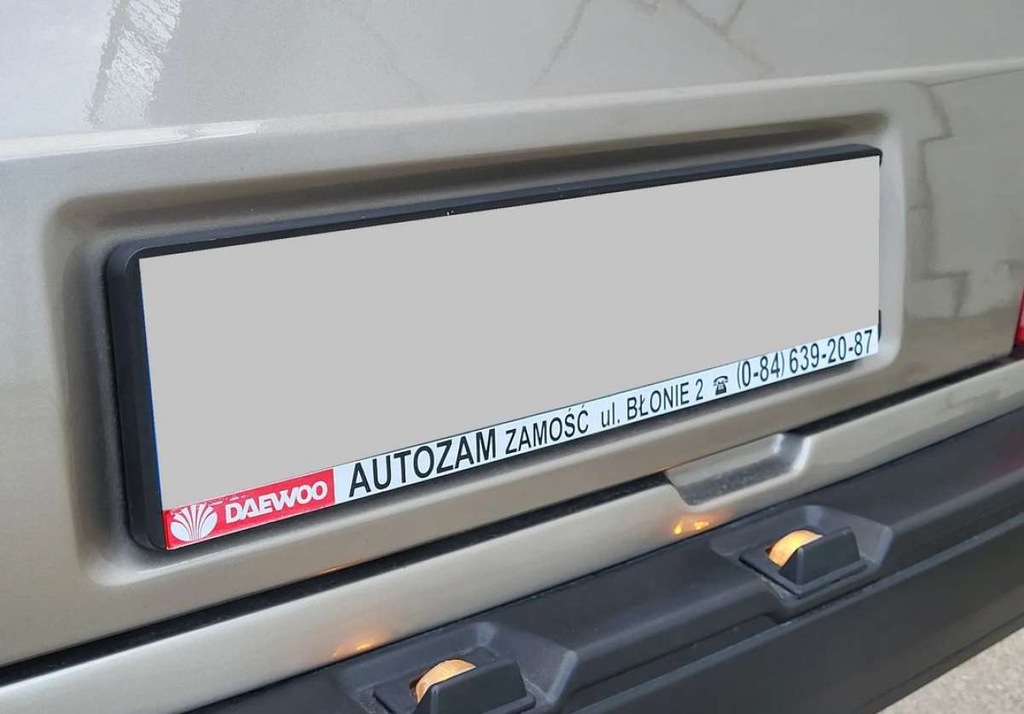 DAEWOO AUTOZAM ZAMOŚĆ ul. BŁONIE 2 ☎ (0-84) 639-20-87